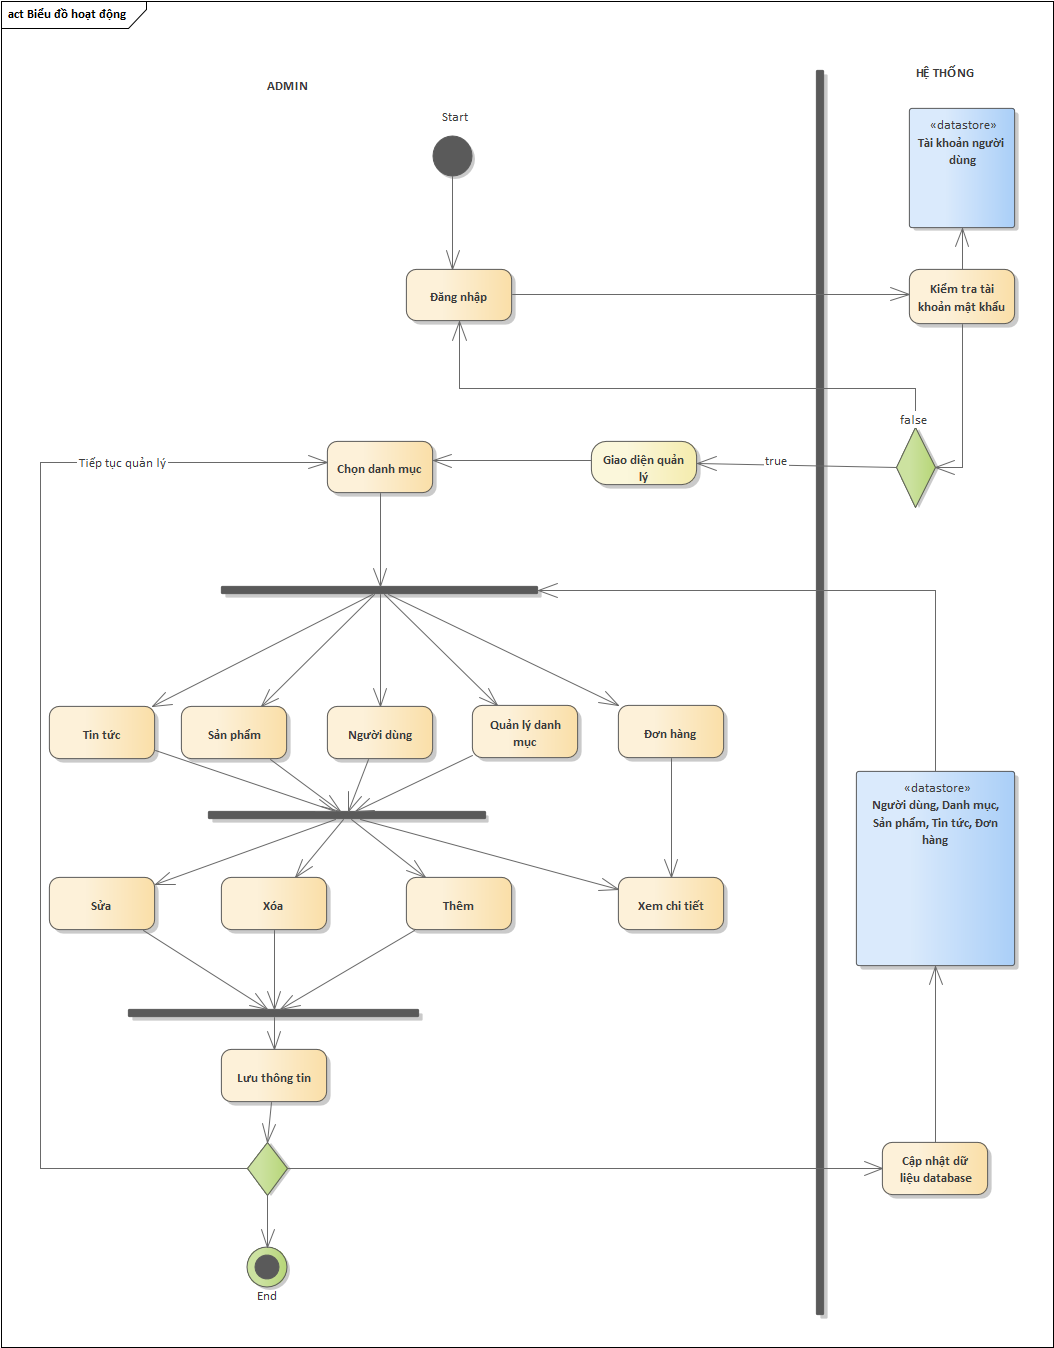 act Biểu đồ hoạt động
ADMIN
HỆ THỐNG
Start
«datastore»
Tài khoản người
dùng
Đăng nhập
Kiểm tra tài
khoản mật khẩu
false
Tiếp tục quản lý
Chọn danh mục
Giao diện quản
lý
true
Tin tức
Sản phẩm
Người dùng
Quản lý danh
mục
Đơn hàng
«datastore»
Người dùng, Danh mục,
Sản phẩm, Tin tức, Đơn
hàng
Sửa
Xóa
Thêm
Xem chi tiết
Lưu thông tin
Cập nhật dữ
liệu database
End